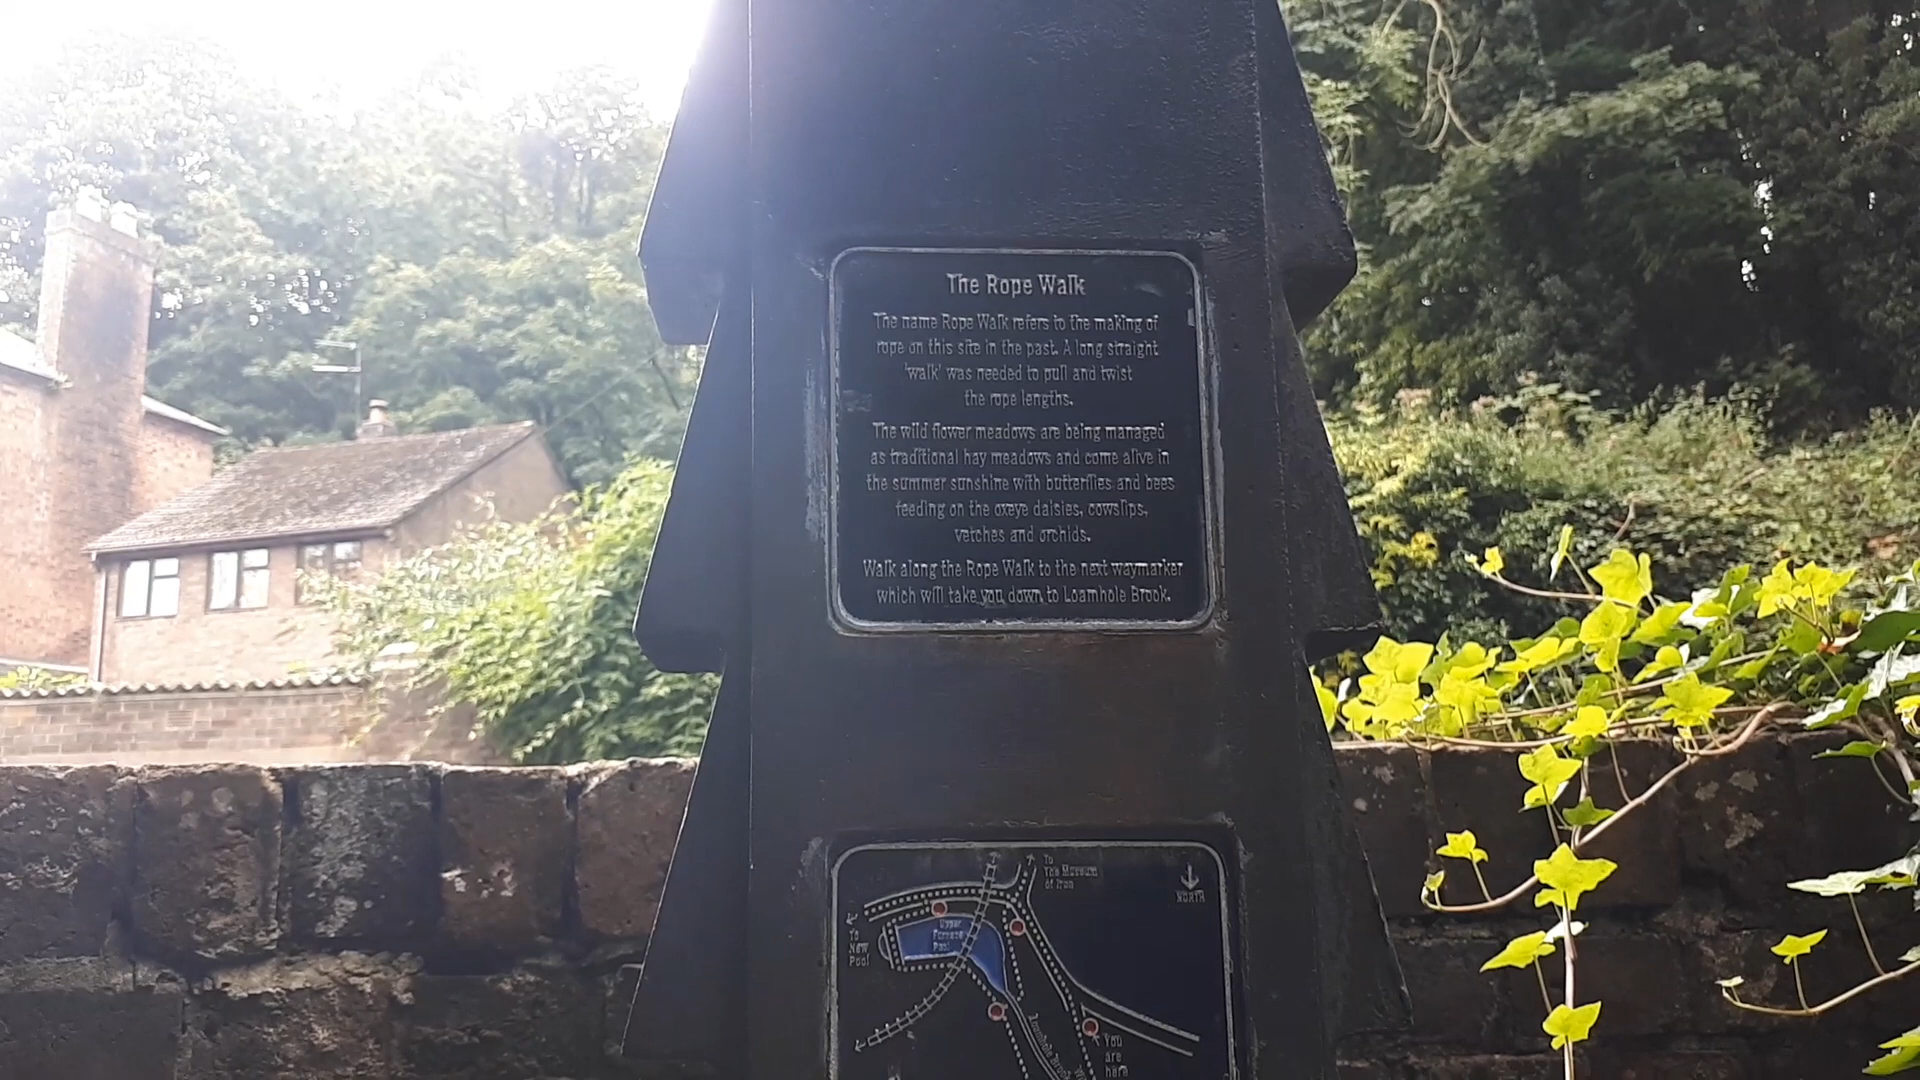 The Rope Walk
The name Rope Walk refers to the making of
rope on this site in the past. A long straight
'walk' was needed to pull and twist
the rope lengths.
The wild flower meadows are being managed
as traditional hay meadows and come alive in
the summer sunshine with butterflies and bees
feeding on the oxeye daisies, cowslips,
vetches and orchids.
Walk along the Rope Walk to the next waymarker
which will take you down to Loamhole Brook.
To
The Museum
of Iron
NORTH
To
New
Pool
Upper
Furnace
Pool
Loamhole Brook
You
are
here